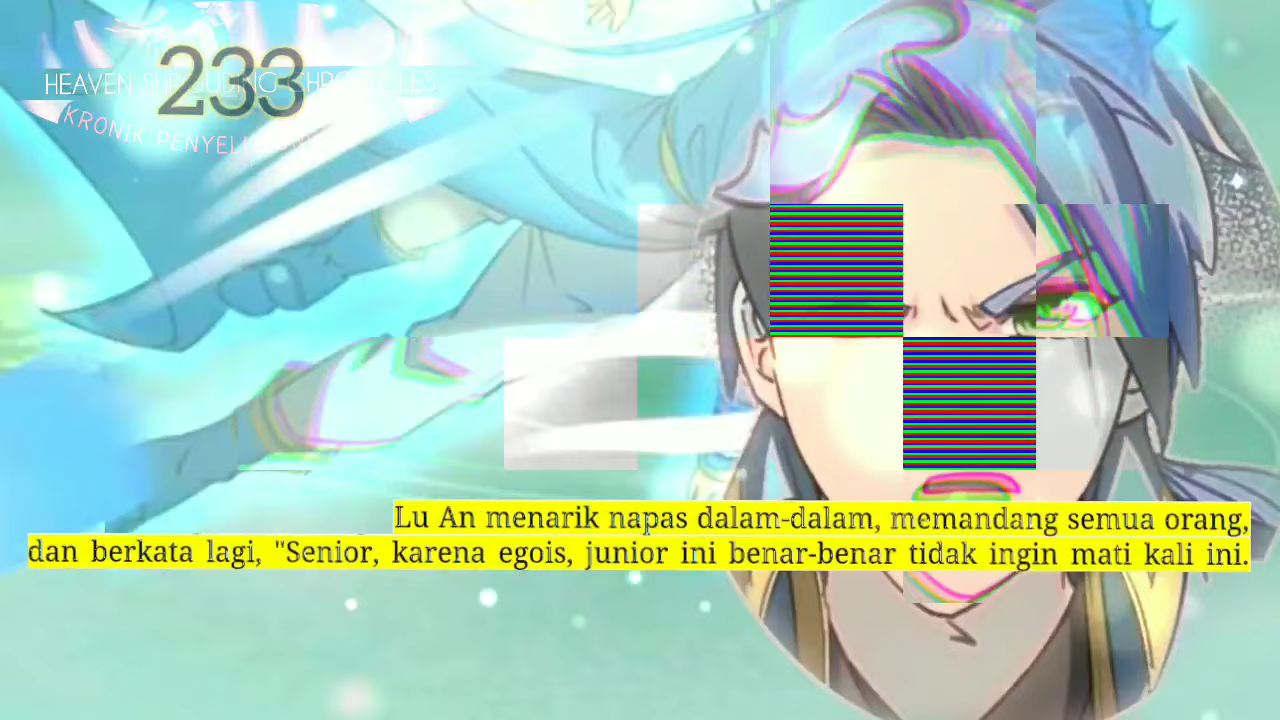 233
HEAVEN CHRONICLES
KRONIK
Lu An menarik napas dalam-dalam, memandang semua orang,
dan berkata lagi, "Senior, karena egois, junior ini benar-benar tidak ingin mati kali ini.